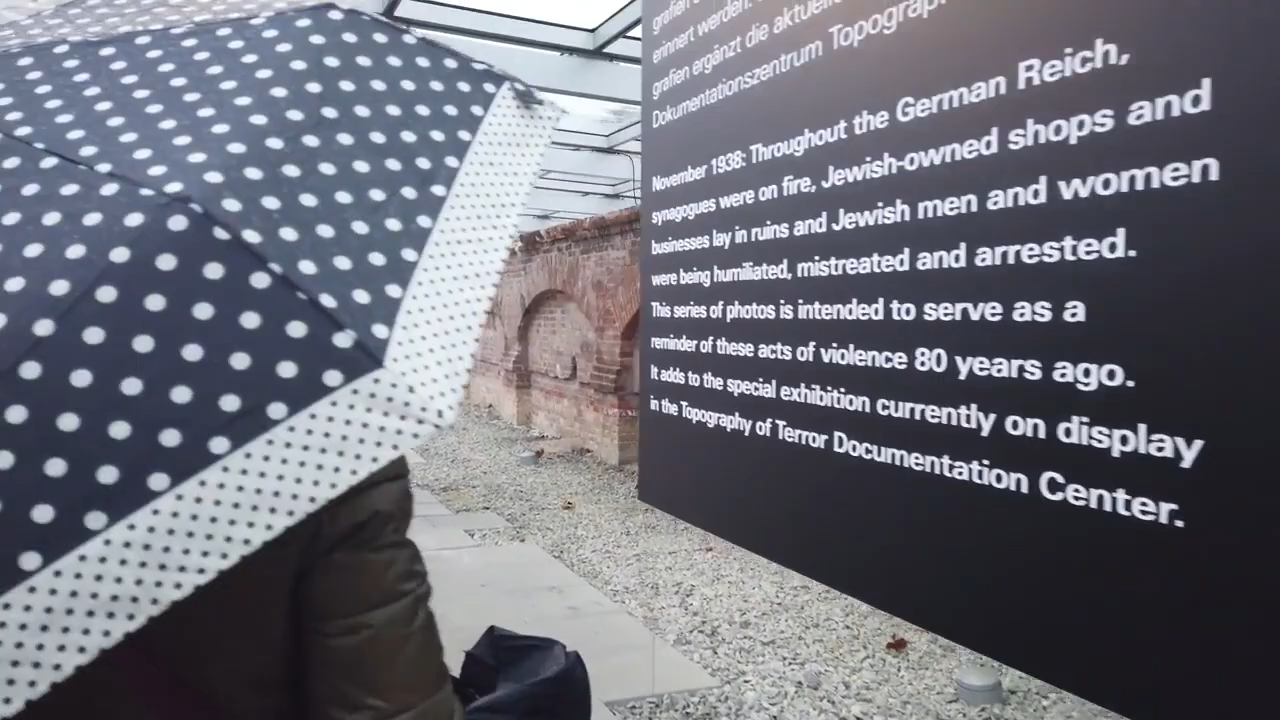 grafien
erinnert werden.
grafien ergänzt die aktuelle
Dokumentationszentrum Topograp
November 1938: Throughout the German Reich,
synagogues were on fire, Jewish-owned shops and
businesses lay in ruins and Jewish men and women
were being humiliated, mistreated and arrested.
This series of photos is intended to serve as a
reminder of these acts of violence 80 years ago.
It adds to the special exhibition currently on display
in the Topography of Terror Documentation Center.